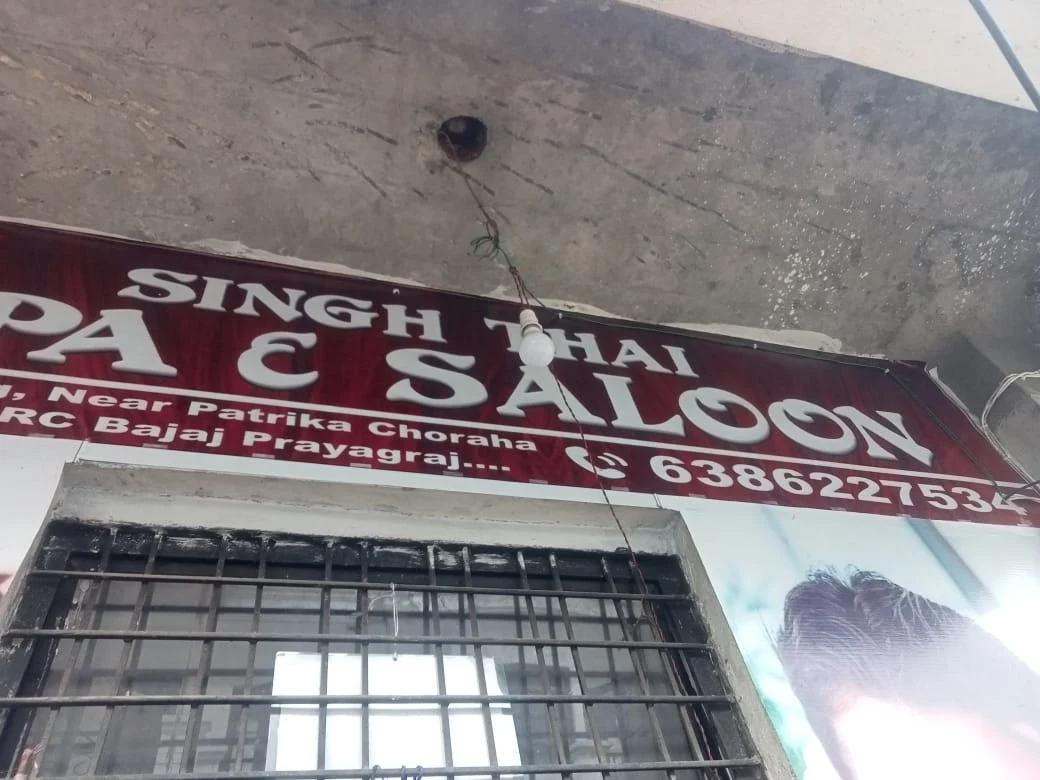 SINGH THAI
PA & SALOON
, Near Patrika Choraha
RC Bajaj Prayagraj....
6386227534